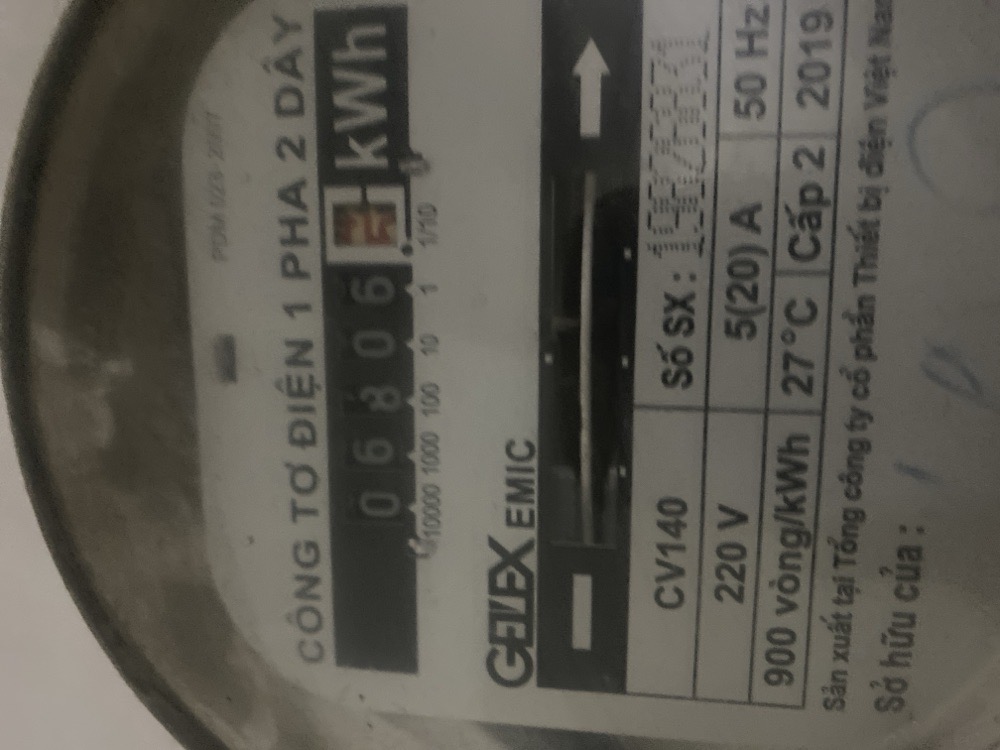 CÔNG TƠ ĐIỆN 1 PHA 2 DÂY
0 6 8 0 6 kWh
10000 1000 100 10 1 1/10
GELEX EMIC
CV140 Số SX :
220 V 5(20) A 50 Hz
900 vòng/kWh 27°C Cấp 2 2019
Sản xuất tại Tổng công ty cổ phần Thiết bị điện Việt Nam
Sở hữu của :